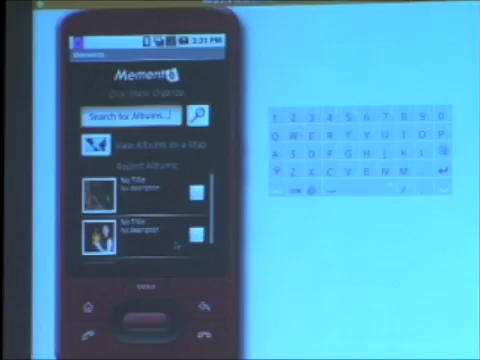 2:31 PM
Memento
Memento
Search for Albums...
View Albums on a Map
Recent Albums:
No Title
No description
No Title
No description
1 2 3 4 5 6 7 8 9 0
Q W E R T Y U I O P
A S D F G H J K L
Z X C V B N M